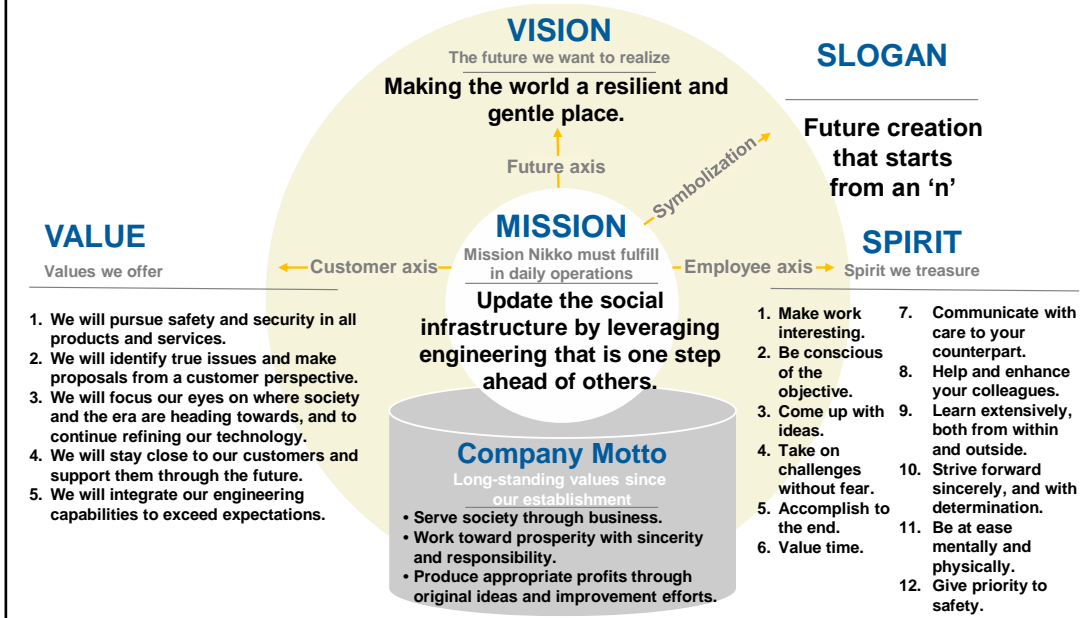 VISION
The future we want to realize
Making the world a resilient and
gentle place.
SLOGAN
Future creation
that starts
from an ‘n’
Future axis
Symbolization
MISSION
Mission Nikko must fulfill
in daily operations
Update the social
infrastructure by leveraging
engineering that is one step
ahead of others.
Customer axis
Employee axis
VALUE
Values we offer
1. We will pursue safety and security in all
products and services.
2. We will identify true issues and make
proposals from a customer perspective.
3. We will focus our eyes on where society
and the era are heading towards, and to
continue refining our technology.
4. We will stay close to our customers and
support them through the future.
5. We will integrate our engineering
capabilities to exceed expectations.
SPIRIT
Spirit we treasure
1. Make work
interesting.
2. Be conscious
of the
objective.
3. Come up with
ideas.
4. Take on
challenges
without fear.
5. Accomplish to
the end.
6. Value time.
7. Communicate with
care to your
counterpart.
8. Help and enhance
your colleagues.
9. Learn extensively,
both from within
and outside.
10. Strive forward
sincerely, and with
determination.
11. Be at ease
mentally and
physically.
12. Give priority to
safety.
Company Motto
Long-standing values since
our establishment
• Serve society through business.
• Work toward prosperity with sincerity
and responsibility.
• Produce appropriate profits through
original ideas and improvement efforts.